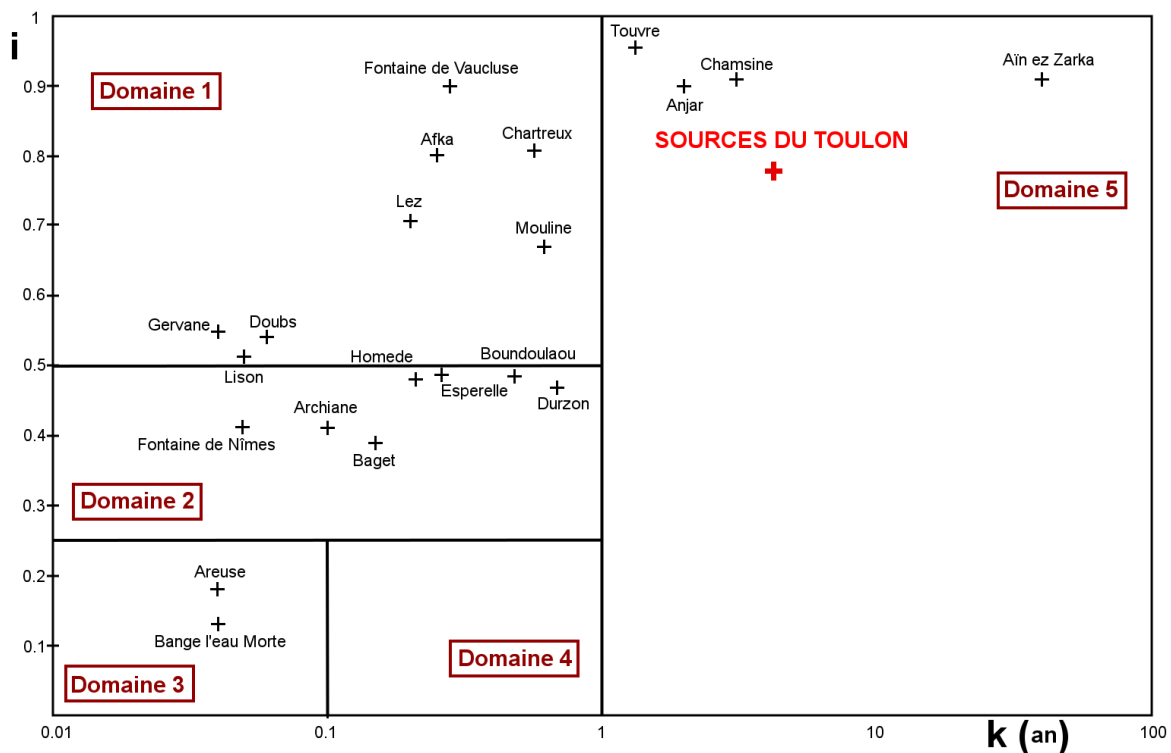 1
i
Touvre
Fontaine de Vaucluse
Chamsine
Aïn ez Zarka
0.9
Domaine 1
Anjar
Afka
Chartreux
SOURCES DU TOULON
0.8
Domaine 5
Lez
0.7
Mouline
0.6
Gervane
Doubs
0.5
Homede
Boundoulaou
Lison
Esperelle
Durzon
Archiane
0.4
Fontaine de Nîmes
Baget
Domaine 2
0.3
0.2
Areuse
0.1
Bange l'eau Morte
Domaine 3
Domaine 4
0.01
0.1
1
10
k (an)
100